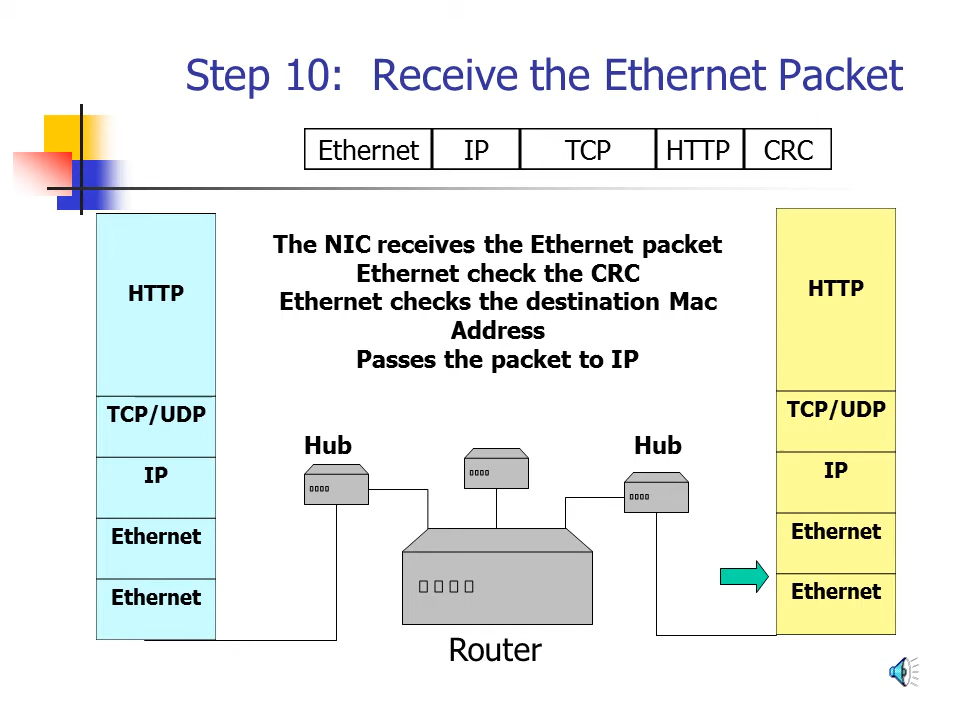 Step 10: Receive the Ethernet Packet
Ethernet IP TCP HTTP CRC
The NIC receives the Ethernet packet
Ethernet check the CRC
Ethernet checks the destination Mac
Address
Passes the packet to IP
HTTP
TCP/UDP
IP
Ethernet
Ethernet
Hub
Hub
Router
HTTP
TCP/UDP
IP
Ethernet
Ethernet